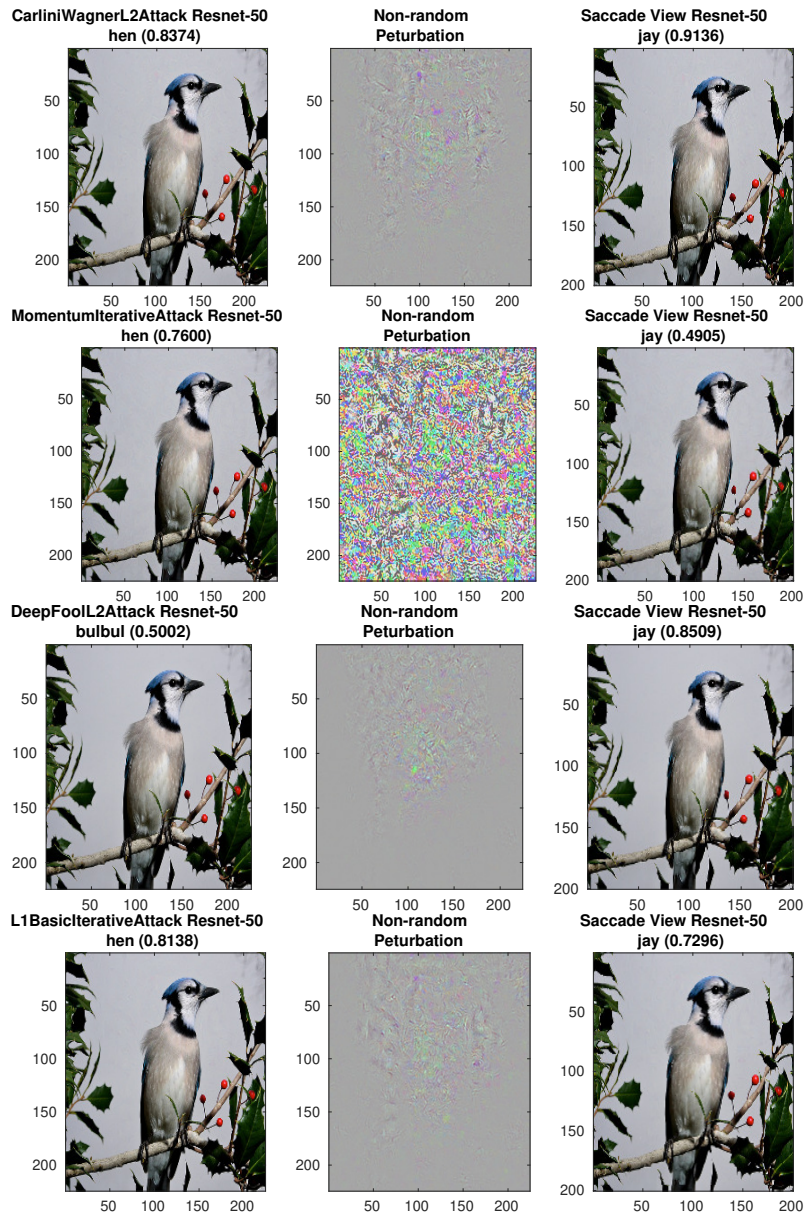 CarliniWagnerL2Attack Resnet-50
hen (0.8374)
Non-random
Peturbation
Saccade View Resnet-50
jay (0.9136)
50
100
150
200
50 100 150 200
50
100
150
200
50 100 150 200
50
100
150
200
50 100 150 200
MomentumIterativeAttack Resnet-50
hen (0.7600)
Non-random
Peturbation
Saccade View Resnet-50
jay (0.4905)
50
100
150
200
50 100 150 200
50
100
150
200
50 100 150 200
50
100
150
200
50 100 150 200
DeepFoolL2Attack Resnet-50
bulbul (0.5002)
Non-random
Peturbation
Saccade View Resnet-50
jay (0.8509)
50
100
150
200
50 100 150 200
50
100
150
200
50 100 150 200
50
100
150
200
50 100 150 200
L1BasicIterativeAttack Resnet-50
hen (0.8138)
Non-random
Peturbation
Saccade View Resnet-50
jay (0.7296)
50
100
150
200
50 100 150 200
50
100
150
200
50 100 150 200
50
100
150
200
50 100 150 200